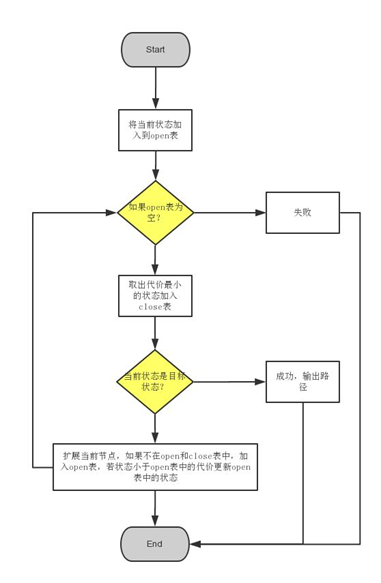 Start
将当前状态加
入到open表
如果open表为
空？
失败
取出代价最小
的状态加入
close表
当前状态是目标
状态？
成功，输出路
径
扩展当前节点，如果不在open和close表中，加
入open表，若状态小于open表中的代价更新open
表中的状态
End